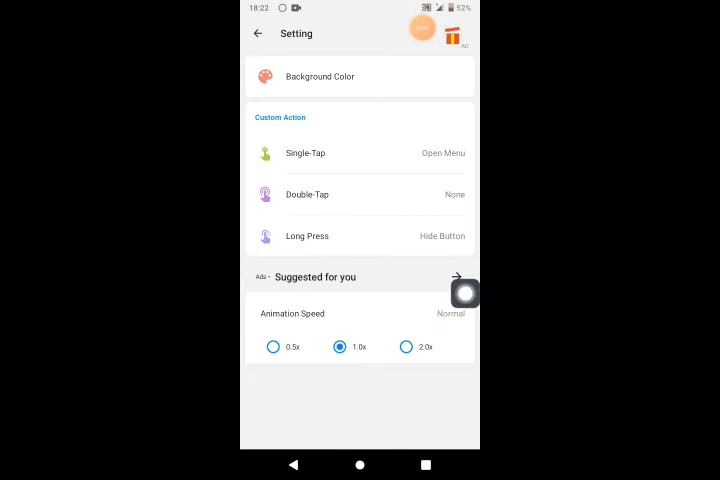 18:22 52%
Setting
AD
Background Color
Custom Action
Single-Tap Open Menu
Double-Tap None
Long Press Hide Button
Ads • Suggested for you
Animation Speed Normal
0.5x 1.0x 2.0x